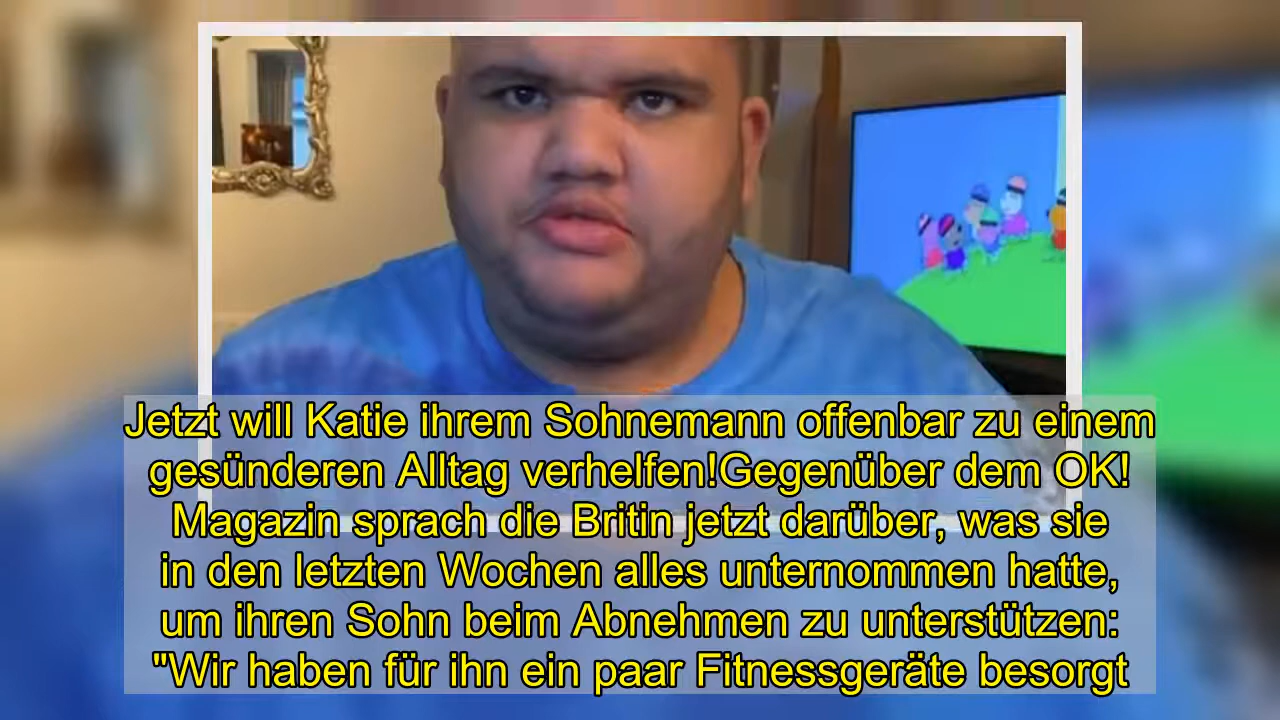 Jetzt will Katie ihrem Sohnemann offenbar zu einem
gesünderen Alltag verhelfen!Gegenüber dem OK!
Magazin sprach die Britin jetzt darüber, was sie
in den letzten Wochen alles unternommen hatte,
um ihren Sohn beim Abnehmen zu unterstützen:
"Wir haben für ihn ein paar Fitnessgeräte besorgt